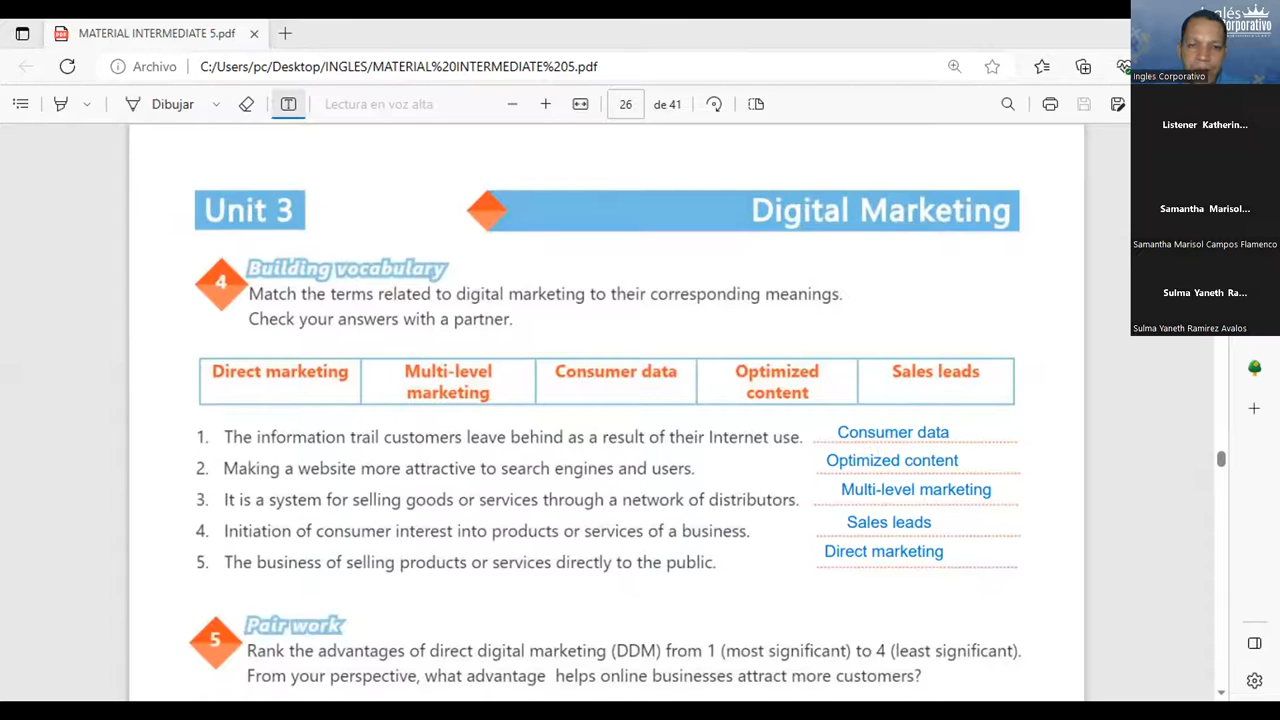 MATERIAL INTERMEDIATE 5.pdf
Archivo
C:/Users/pc/Desktop/INGLES/MATERIAL%20INTERMEDIATE%205.pdf
Dibujar
Lectura en voz alta
26
de 41
Unit 3
Digital Marketing
4
Building vocabulary
Match the terms related to digital marketing to their corresponding meanings.
Check your answers with a partner.
Direct marketing
Multi-level
marketing
Consumer data
Optimized
content
Sales leads
1. The information trail customers leave behind as a result of their Internet use. Consumer data
2. Making a website more attractive to search engines and users. Optimized content
3. It is a system for selling goods or services through a network of distributors. Multi-level marketing
4. Initiation of consumer interest into products or services of a business. Sales leads
5. The business of selling products or services directly to the public. Direct marketing
5
Pair work
Rank the advantages of direct digital marketing (DDM) from 1 (most significant) to 4 (least significant).
From your perspective, what advantage helps online businesses attract more customers?
Ingles Corporativo
Listener Katherin...
Samantha Marisol...
Samantha Marisol Campos Flamenco
Sulma Yaneth Ra...
Sulma Yaneth Ramirez Avalos